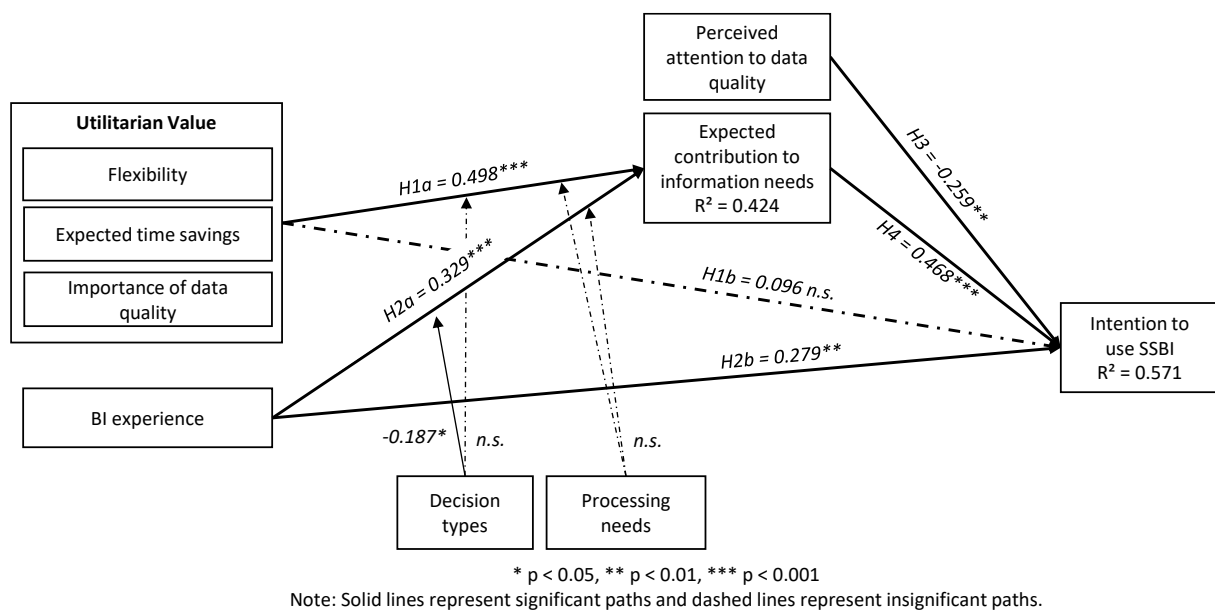 Perceived
attention to data
quality
Utilitarian Value
Flexibility
Expected time savings
Importance of data
quality
Expected
contribution to
information needs
R² = 0.424
H1a = 0.498***
H2a = 0.329***
H3 = -0.259**
H4 = 0.468***
H1b = 0.096 n.s.
H2b = 0.279**
Intention to
use SSBI
R² = 0.571
BI experience
-0.187*
n.s.
n.s.
Decision
types
Processing
needs
* p < 0.05, ** p < 0.01, *** p < 0.001
Note: Solid lines represent significant paths and dashed lines represent insignificant paths.